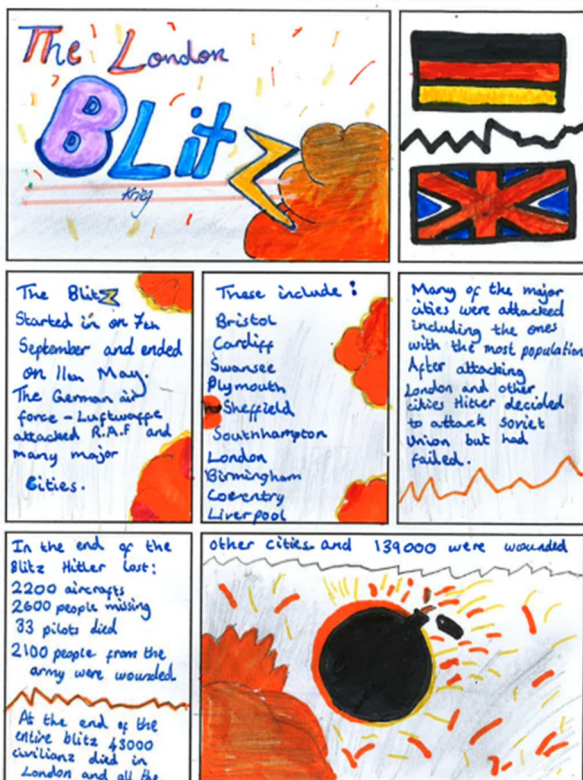 The London
BLitZ
Krieg
The Blitz
Started in on 7th
September and ended
on 11th May.
The German air
force - Luftwaffe
attacked R.A.F and
many major
Cities.
These include:
Bristol
Cardiff
Swansee
Plymouth
Sheffield
Southhampton
London
Birmingham
Coventry
Liverpool
Many of the major
cities were attacked
including the ones
with the most population
After attacking
London and other
cities Hitler decided
to attack soviet
Union but had
failed.
In the end of the
Blitz Hitler lost:
2200 aircrafts
2600 people missing
33 pilots died
2100 people from the
army were wounded
At the end of the
entire blitz 43000
civilianz died in
London and all the
other cities and 139000 were wounded